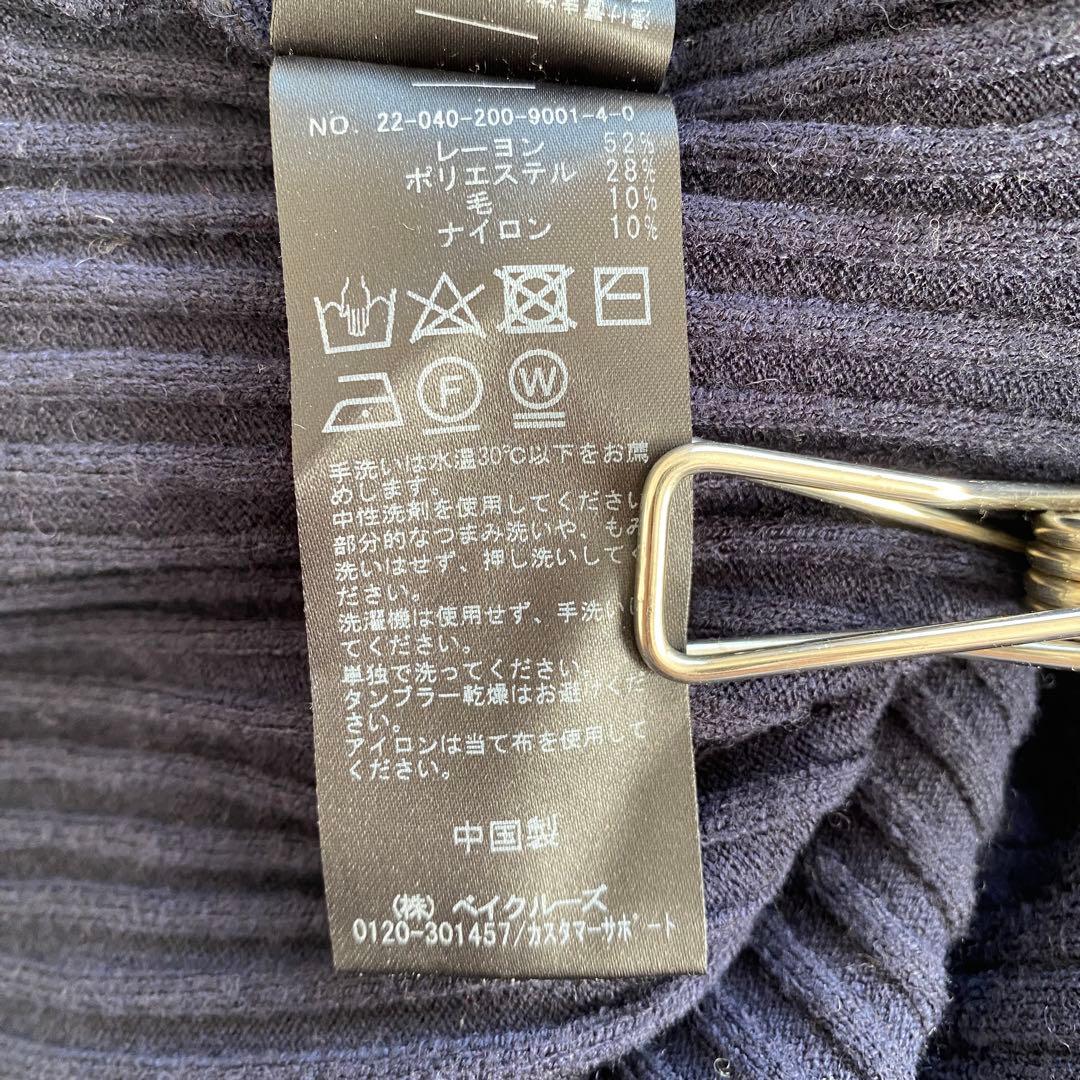 NO. 22-040-200-9001-4-0
レーヨン 52%
ポリエステル 28%
毛 10%
ナイロン 10%
F W
手洗いは水温30℃以下をお薦
めします。
中性洗剤を使用してください
部分的なつまみ洗いや、もみ
洗いはせず、押し洗いしてく
ださい。
洗濯機は使用せず、手洗いし
てください。
単独で洗ってください
タンブラー乾燥はお避けくだ
さい。
アイロンは当て布を使用して
ください。
中国製
(株) ベイクルーズ
0120-301457/カスタマーサポート